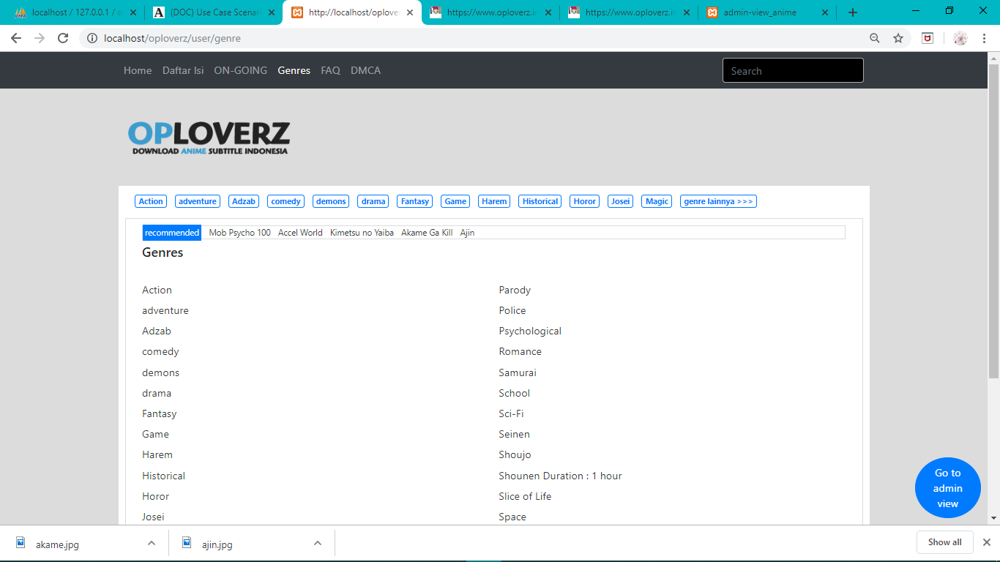 localhost / 127.0.0.1 / o
(DOC) Use Case Scenar
http://localhost/oplove
https://www.oploverz.in
https://www.oploverz.in
admin-view_anime
localhost/oploverz/user/genre
Home Daftar Isi ON-GOING Genres FAQ DMCA Search
OPLOVERZ
DOWNLOAD ANIME SUBTITLE INDONESIA
Action adventure Adzab comedy demons drama Fantasy Game Harem Historical Horor Josei Magic genre lainnya >>>
recommended Mob Psycho 100 Accel World Kimetsu no Yaiba Akame Ga Kill Ajin
Genres
Action
adventure
Adzab
comedy
demons
drama
Fantasy
Game
Harem
Historical
Horor
Josei
Parody
Police
Psychological
Romance
Samurai
School
Sci-Fi
Seinen
Shoujo
Shounen Duration : 1 hour
Slice of Life
Space
Go to
admin
view
akame.jpg
ajin.jpg
Show all